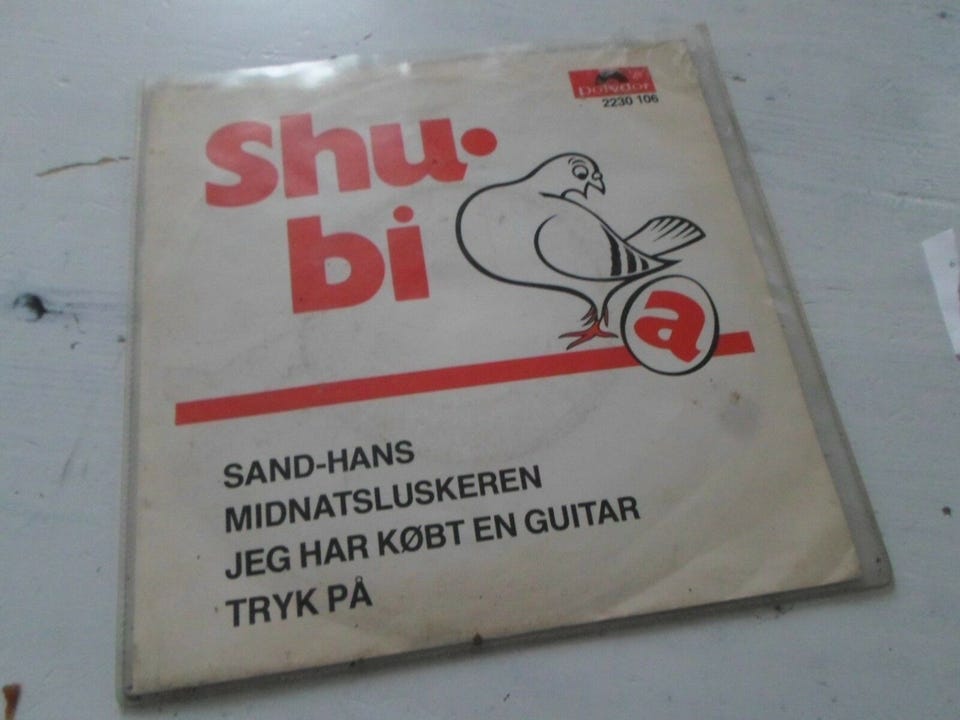 Polydor
2230 106
shu·
bi
a
SAND-HANS
MIDNATSLUSKEREN
JEG HAR KØBT EN GUITAR
TRYK PÅ